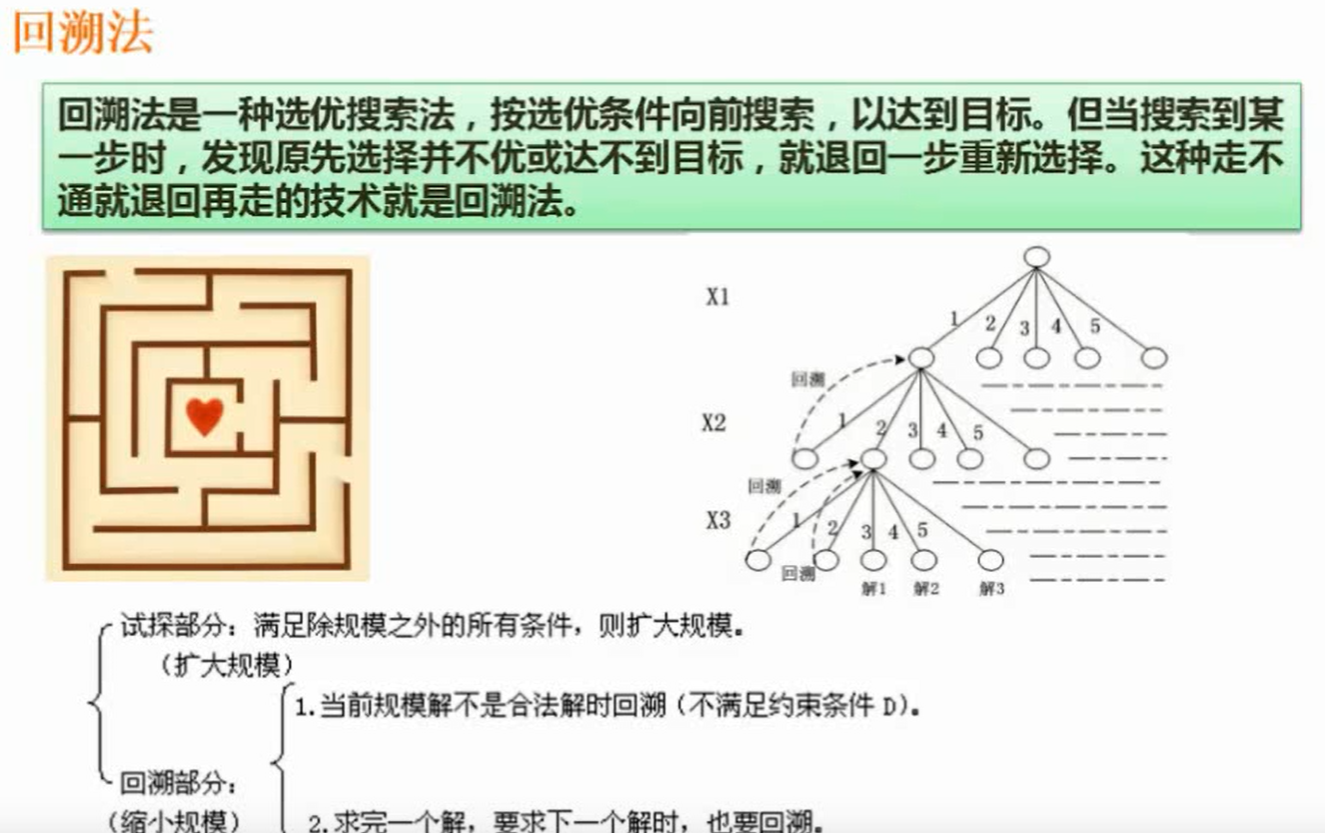 回溯法
回溯法是一种选优搜索法，按选优条件向前搜索，以达到目标。但当搜索到某
一步时，发现原先选择并不优或达不到目标，就退回一步重新选择。这种走不
通就退回再走的技术就是回溯法。
X1
1 2 3 4 5
回溯
X2
1 2 3 4 5
回溯
X3
1 2 3 4 5
回溯
解1 解2 解3
试探部分：满足除规模之外的所有条件，则扩大规模。
（扩大规模）
1.当前规模解不是合法解时回溯（不满足约束条件 D）。
回溯部分：
（缩小规模）
2.求完一个解，要求下一个解时，也要回溯。